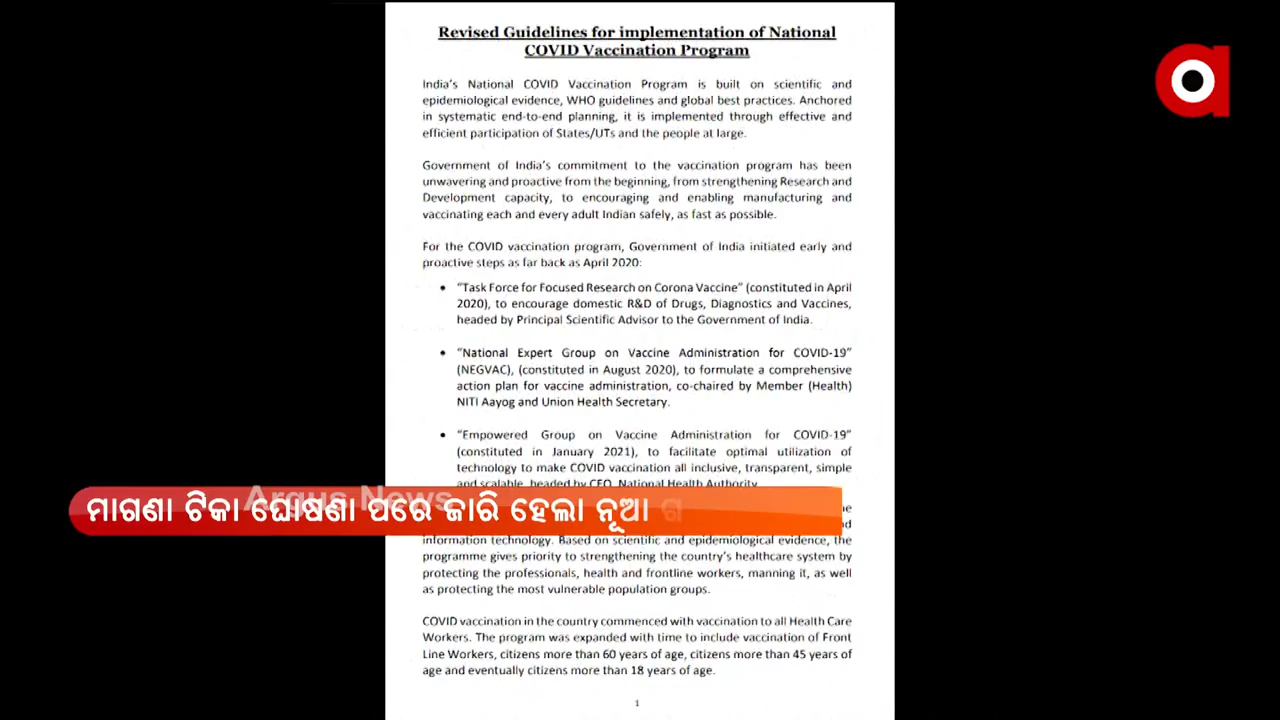 Revised Guidelines for implementation of National
COVID Vaccination Program
India's National COVID Vaccination Program is built on scientific and
epidemiological evidence, WHO guidelines and global best practices. Anchored
in systematic end-to-end planning, it is implemented through effective and
efficient participation of States/UTs and the people at large.
Government of India's commitment to the vaccination program has been
unwavering and proactive from the beginning, from strengthening Research and
Development capacity, to encouraging and enabling manufacturing and
vaccinating each and every adult Indian safely, as fast as possible.
For the COVID vaccination program, Government of India initiated early and
proactive steps as far back as April 2020:
• "Task Force for Focused Research on Corona Vaccine" (constituted in April
2020), to encourage domestic R&D of Drugs, Diagnostics and Vaccines,
headed by Principal Scientific Advisor to the Government of India.
• "National Expert Group on Vaccine Administration for COVID-19"
(NEGVAC), (constituted in August 2020), to formulate a comprehensive
action plan for vaccine administration, co-chaired by Member (Health)
NITI Aayog and Union Health Secretary.
• "Empowered Group on Vaccine Administration for COVID-19"
(constituted in January 2021), to facilitate optimal utilization of
technology to make COVID vaccination all inclusive, transparent, simple
and scalable, headed by CEO, National Health Authority.
Argus News
ମାଗଣା ଟିକା ଘୋଷଣା ପରେ ଜାରି ହେଲା ନୂଆ
information technology. Based on scientific and epidemiological evidence, the
programme gives priority to strengthening the country's healthcare system by
protecting the professionals, health and frontline workers, manning it, as well
as protecting the most vulnerable population groups.
COVID vaccination in the country commenced with vaccination to all Health Care
Workers. The program was expanded with time to include vaccination of Front
Line Workers, citizens more than 60 years of age, citizens more than 45 years of
age and eventually citizens more than 18 years of age.
1